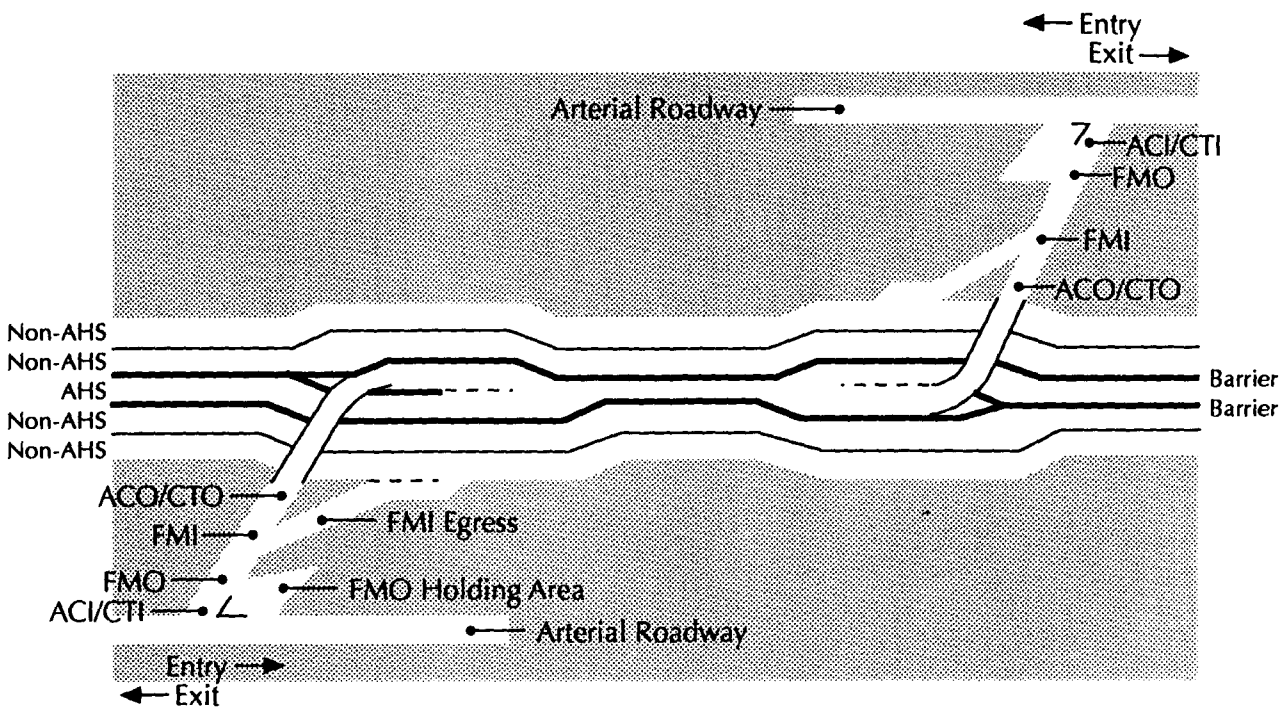 Entry
Exit
Arterial Roadway
ACI/CTI
FMO
FMI
ACO/CTO
Non-AHS
Non-AHS
AHS
Non-AHS
Non-AHS
Barrier
Barrier
ACO/CTO
FMI Egress
FMI
FMO
FMO Holding Area
ACI/CTI
Arterial Roadway
Entry
Exit